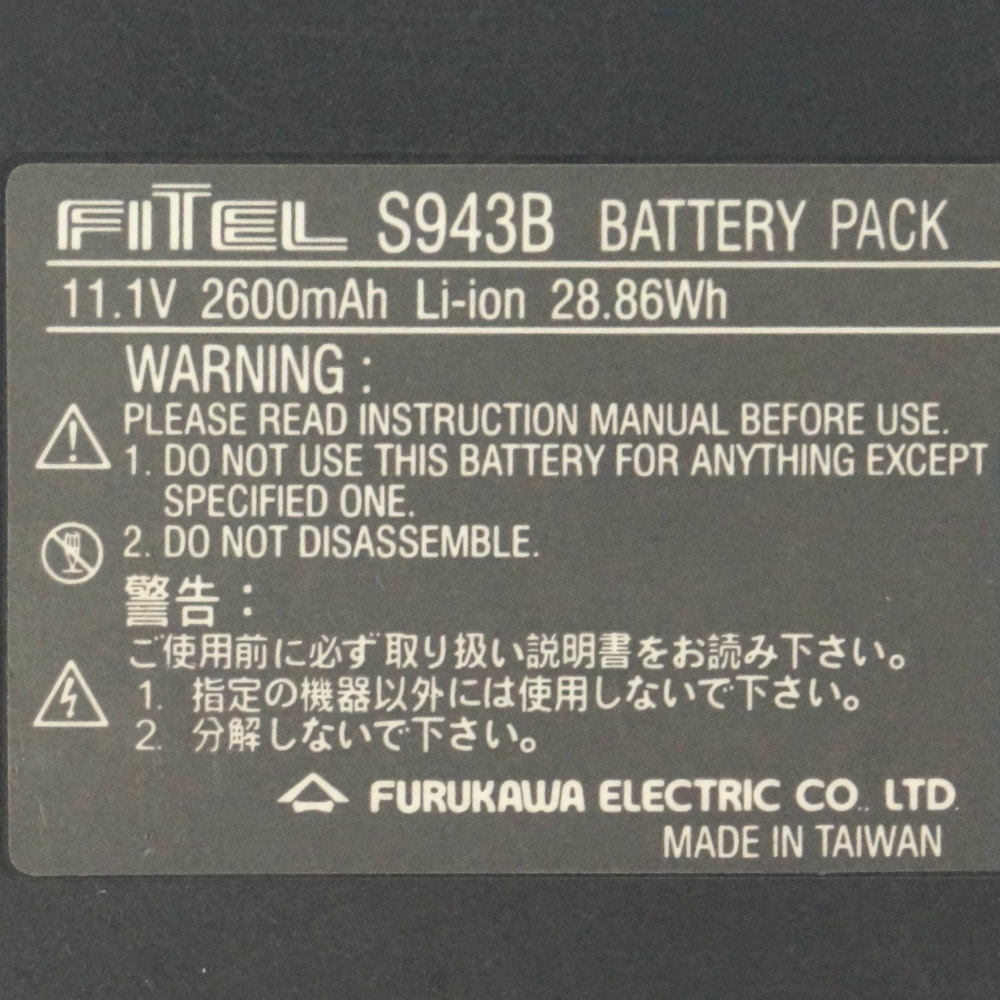 FITEL S943B BATTERY PACK
11.1V 2600mAh Li-ion 28.86Wh
WARNING :
PLEASE READ INSTRUCTION MANUAL BEFORE USE.
1. DO NOT USE THIS BATTERY FOR ANYTHING EXCEPT
SPECIFIED ONE.
2. DO NOT DISASSEMBLE.
警告：
ご使用前に必ず取り扱い説明書をお読み下さい。
1. 指定の機器以外には使用しないで下さい。
2. 分解しないで下さい。
FURUKAWA ELECTRIC CO., LTD.
MADE IN TAIWAN